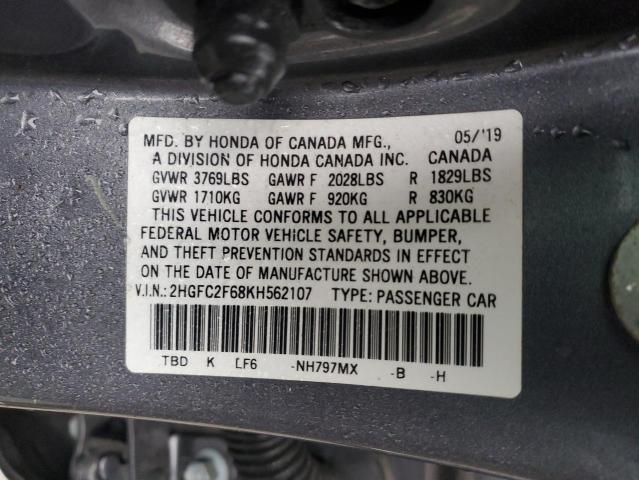 MFD. BY HONDA OF CANADA MFG., 05/'19
A DIVISION OF HONDA CANADA INC. CANADA
GVWR 3769LBS GAWR F 2028LBS R 1829LBS
GVWR 1710KG GAWR F 920KG R 830KG
THIS VEHICLE CONFORMS TO ALL APPLICABLE
FEDERAL MOTOR VEHICLE SAFETY, BUMPER,
AND THEFT PREVENTION STANDARDS IN EFFECT
ON THE DATE OF MANUFACTURE SHOWN ABOVE.
V.I.N.: 2HGFC2F68KH562107 TYPE: PASSENGER CAR
TBD K LF6 -NH797MX -B -H